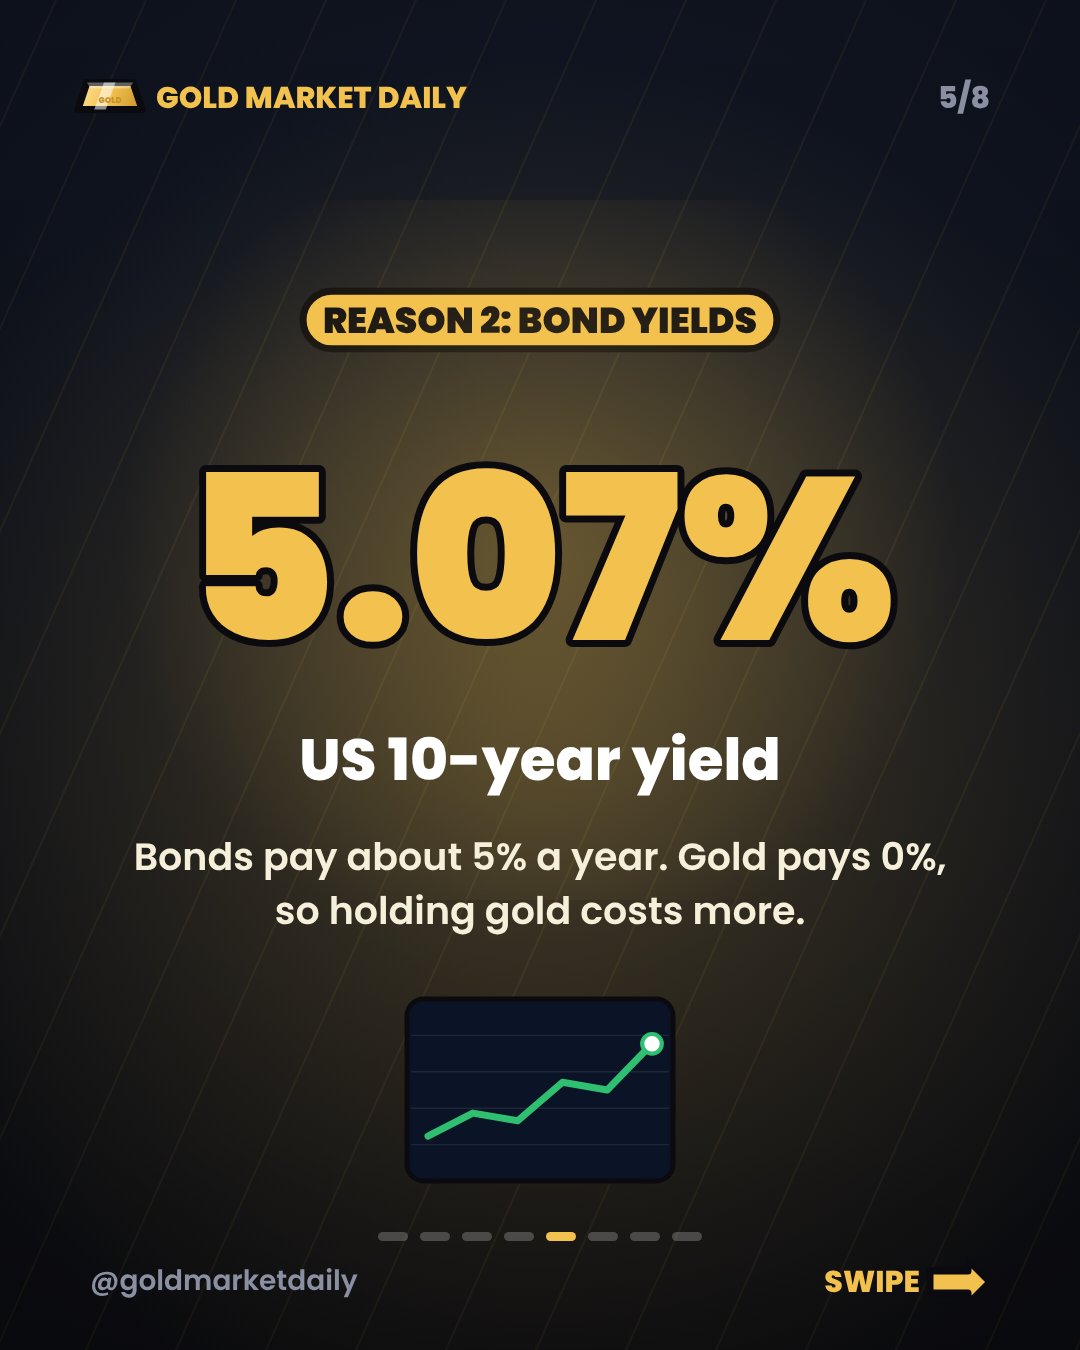 GOLD
GOLD MARKET DAILY
5/8
REASON 2: BOND YIELDS
5.07%
US 10-year yield
Bonds pay about 5% a year. Gold pays 0%,
so holding gold costs more.
@goldmarketdaily
SWIPE